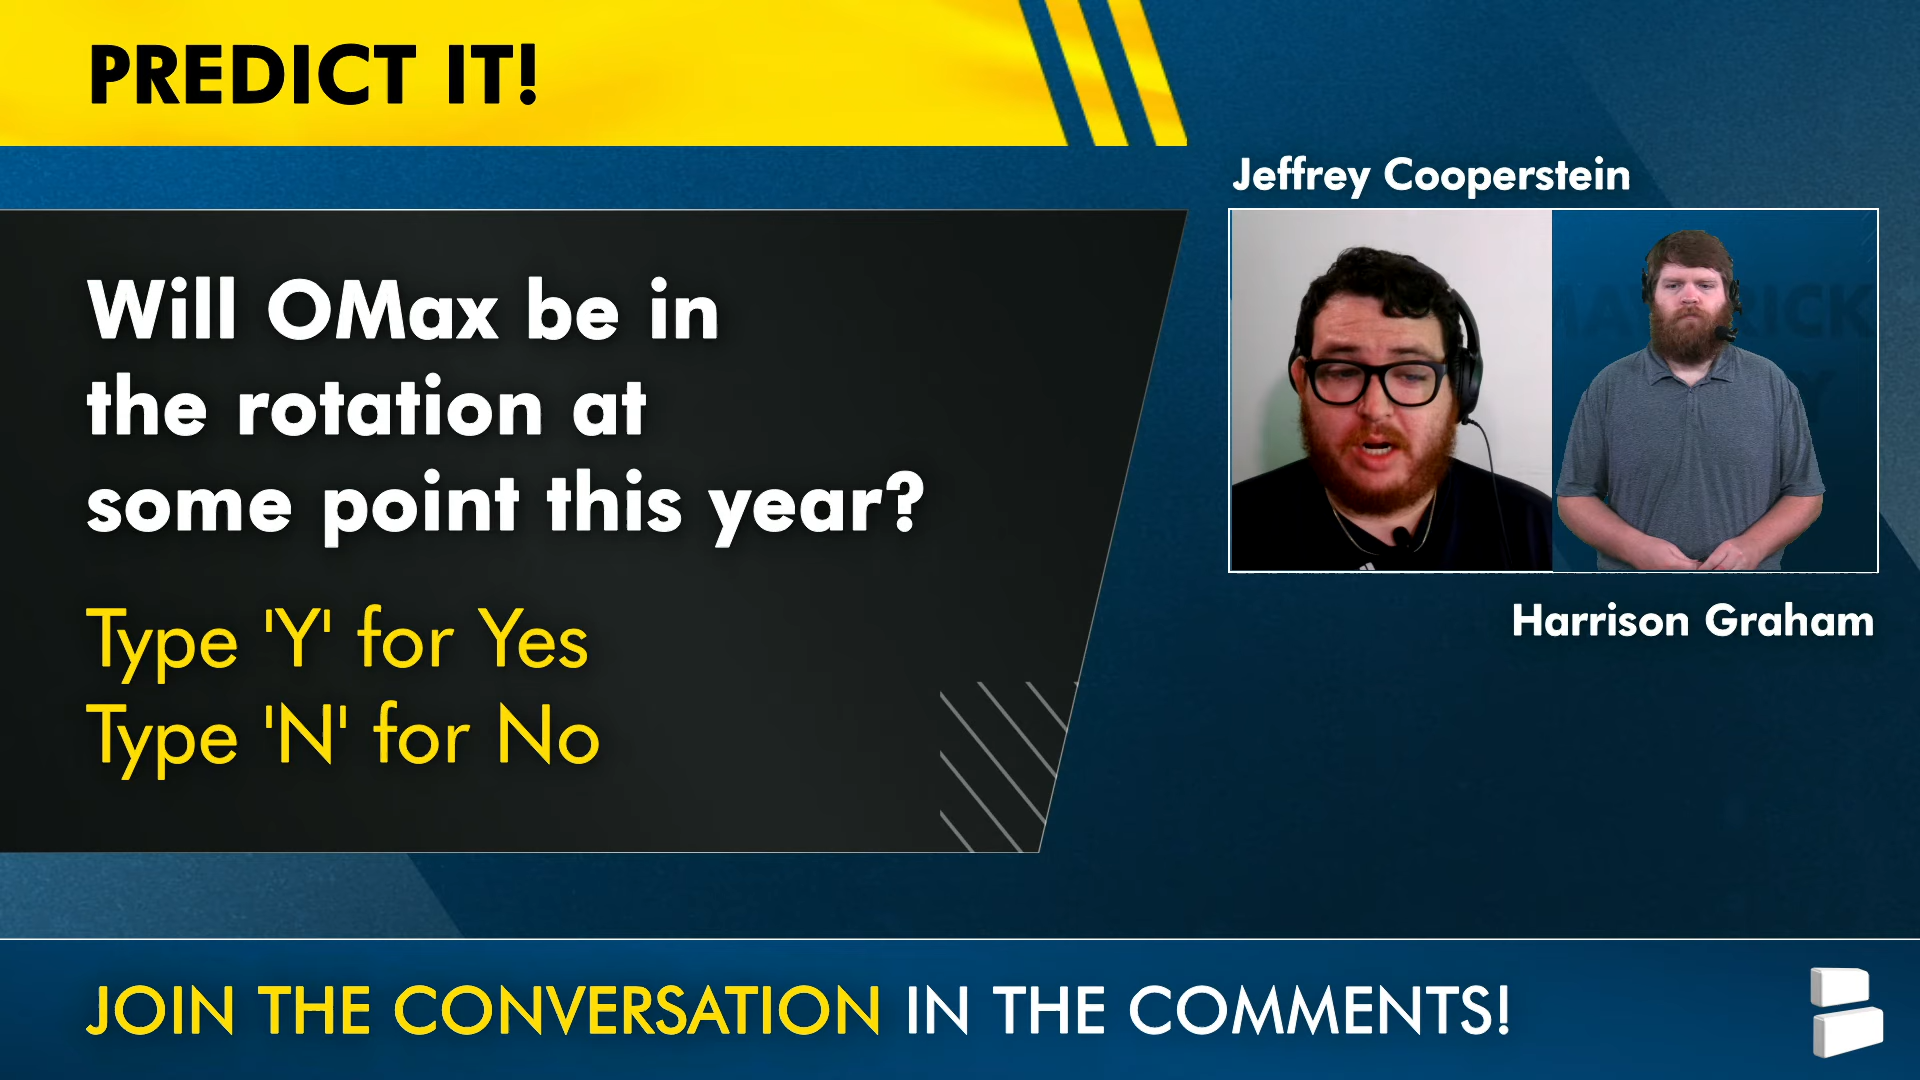 PREDICT IT!
Jeffrey Cooperstein
Will OMax be in
the rotation at
some point this year?
Type 'Y' for Yes
Type 'N' for No
Harrison Graham
JOIN THE CONVERSATION IN THE COMMENTS!